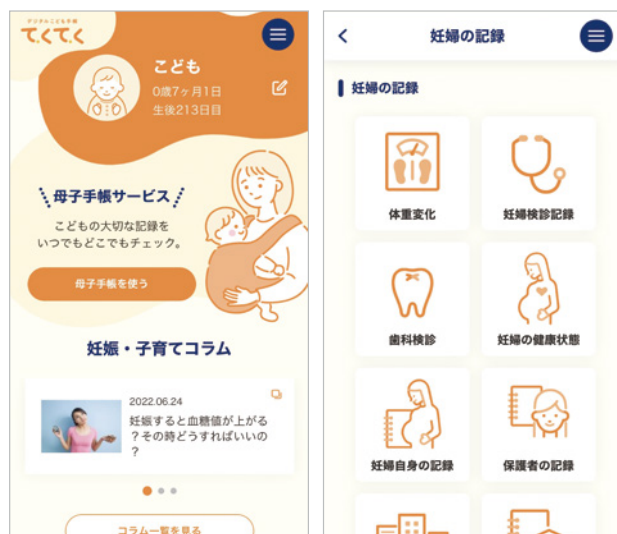 デジタルこども手帳
てくてく
こども
0歳7ヶ月1日
生後213日目
母子手帳サービス
こどもの大切な記録を
いつでもどこでもチェック。
母子手帳を使う
妊娠・子育てコラム
2022.06.24
妊娠すると血糖値が上がる
？その時どうすればいいの
？
コラム一覧を見る
妊婦の記録
妊婦の記録
体重変化
妊婦検診記録
歯科検診
妊婦の健康状態
妊婦自身の記録
保護者の記録